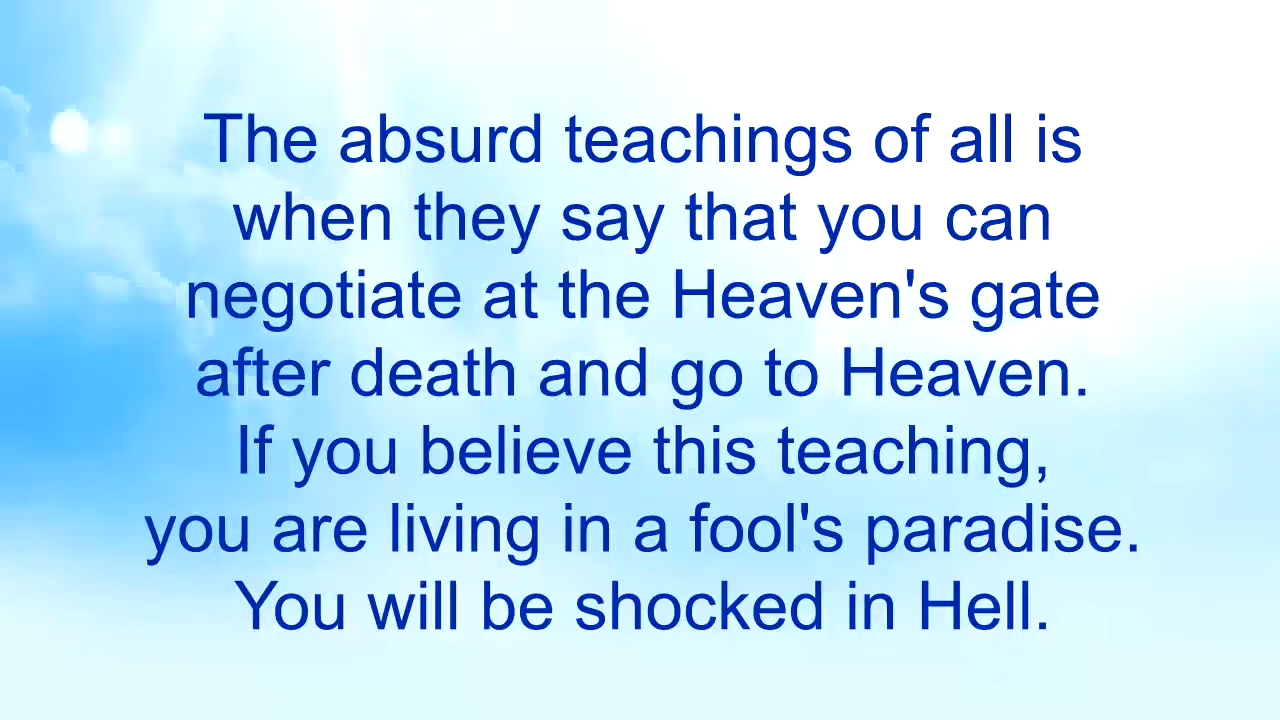 The absurd teachings of all is
when they say that you can
negotiate at the Heaven's gate
after death and go to Heaven.
If you believe this teaching,
you are living in a fool's paradise.
You will be shocked in Hell.